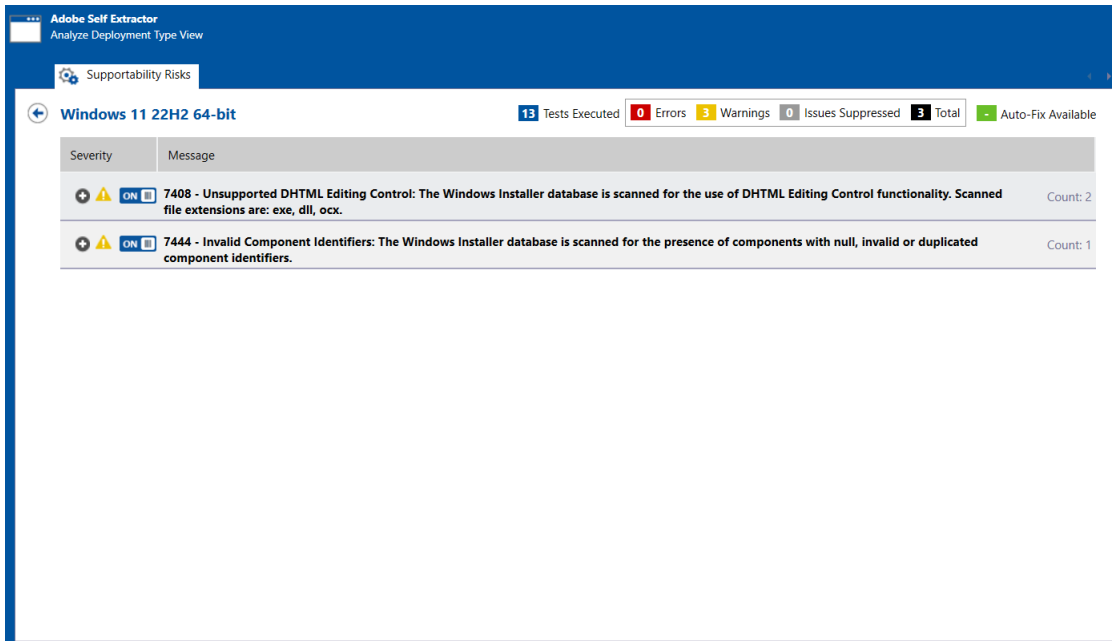 Adobe Self Extractor
Analyze Deployment Type View
Supportability Risks
Windows 11 22H2 64-bit
13 Tests Executed 0 Errors 3 Warnings 0 Issues Suppressed 3 Total - Auto-Fix Available
Severity Message
ON 7408 - Unsupported DHTML Editing Control: The Windows Installer database is scanned for the use of DHTML Editing Control functionality. Scanned Count: 2
file extensions are: exe, dll, ocx.
ON 7444 - Invalid Component Identifiers: The Windows Installer database is scanned for the presence of components with null, invalid or duplicated Count: 1
component identifiers.